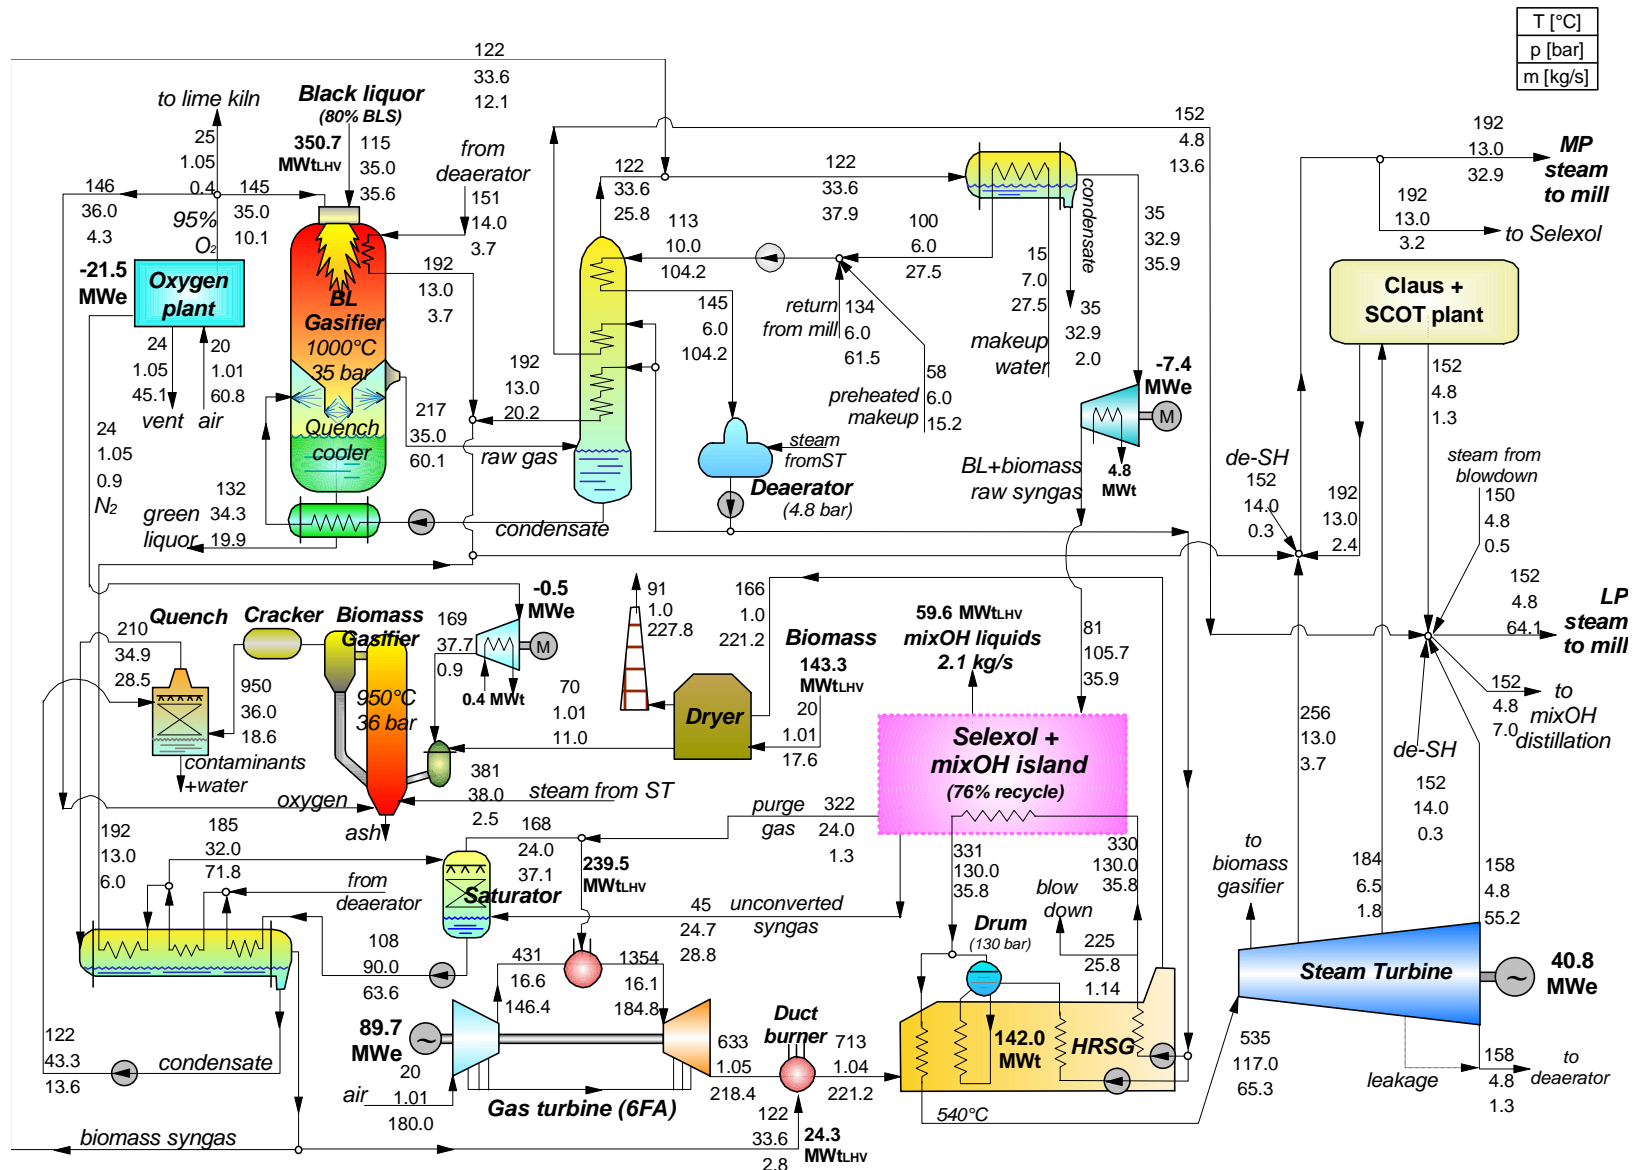 T [°C]
p [bar]
m [kg/s]
122
33.6
12.1
to lime kiln
25
1.05
0.4
Black liquor
(80% BLS)
350.7
MWtLHV
115
35.0
35.6
from
deaerator
151
14.0
3.7
146
36.0
4.3
145
35.0
10.1
95%
O2
-21.5
MWe
Oxygen
plant
24
1.05
45.1
vent
20
1.01
60.8
air
24
1.05
0.9
N2
BL
Gasifier
1000°C
35 bar
Quench
cooler
192
13.0
3.7
217
35.0
60.1
raw gas
132
34.3
19.9
green
liquor
condensate
192
13.0
20.2
122
33.6
25.8
122
33.6
37.9
113
10.0
104.2
100
6.0
27.5
145
6.0
104.2
return
from mill
134
6.0
61.5
preheated
makeup
58
6.0
15.2
15
7.0
27.5
makeup
water
condensate
35
32.9
2.0
35
32.9
35.9
152
4.8
13.6
steam
fromST
Deaerator
(4.8 bar)
-7.4
MWe
M
4.8
MWt
BL+biomass
raw syngas
192
13.0
32.9
MP
steam
to mill
192
13.0
3.2
to Selexol
Claus +
SCOT plant
152
4.8
1.3
steam from
blowdown
150
4.8
0.5
de-SH
152
14.0
0.3
192
13.0
2.4
152
4.8
64.1
LP
steam
to mill
152
4.8
7.0
to
mixOH
distillation
de-SH
152
14.0
0.3
256
13.0
3.7
184
6.5
1.8
158
4.8
55.2
to
biomass
gasifier
Steam Turbine
~
40.8
MWe
leakage
158
4.8
1.3
to
deaerator
535
117.0
65.3
Quench
210
34.9
28.5
Cracker
Biomass
Gasifier
950°C
36 bar
950
36.0
18.6
contaminants
+water
oxygen
ash
-0.5
MWe
M
169
37.7
0.9
0.4 MWt
91
1.0
227.8
166
1.0
221.2
70
1.01
11.0
Dryer
Biomass
143.3
MWtLHV
20
1.01
17.6
381
38.0
2.5
steam from ST
59.6 MWtLHV
mixOH liquids
2.1 kg/s
81
105.7
35.9
Selexol +
mixOH island
(76% recycle)
purge
gas
322
24.0
1.3
168
24.0
37.1
239.5
MWtLHV
Saturator
45
24.7
28.8
unconverted
syngas
192
13.0
6.0
185
32.0
71.8
from
deaerator
108
90.0
63.6
122
43.3
13.6
condensate
biomass syngas
331
130.0
35.8
330
130.0
35.8
blow
down
Drum
(130 bar)
225
25.8
1.14
142.0
MWt
HRSG
540°C
431
16.6
146.4
1354
16.1
184.8
89.7
MWe
~
20
1.01
180.0
air
Gas turbine (6FA)
633
1.05
218.4
Duct
burner
713
1.04
221.2
122
33.6
2.8
24.3
MWtLHV